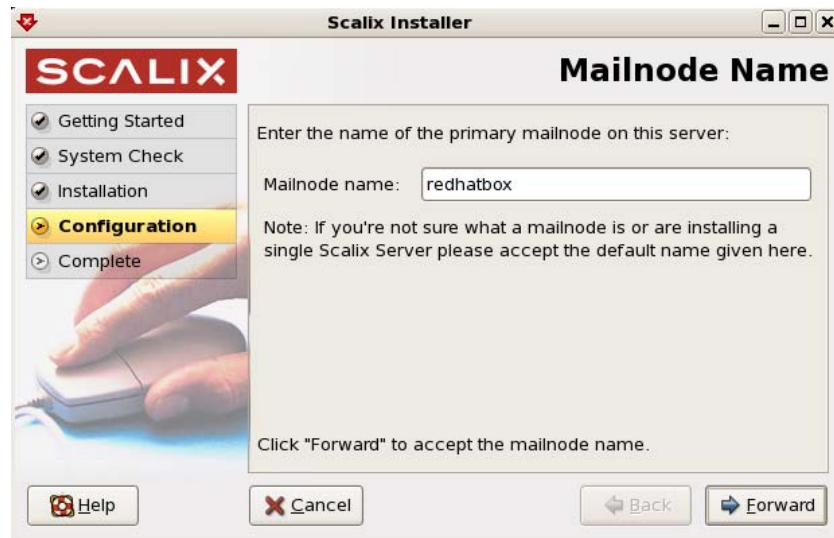 Scalix Installer
SCALIX
Mailnode Name
Getting Started
System Check
Installation
Configuration
Complete
Enter the name of the primary mailnode on this server:
Mailnode name: redhatbox
Note: If you're not sure what a mailnode is or are installing a
single Scalix Server please accept the default name given here.
Click "Forward" to accept the mailnode name.
Help
Cancel
Back
Forward